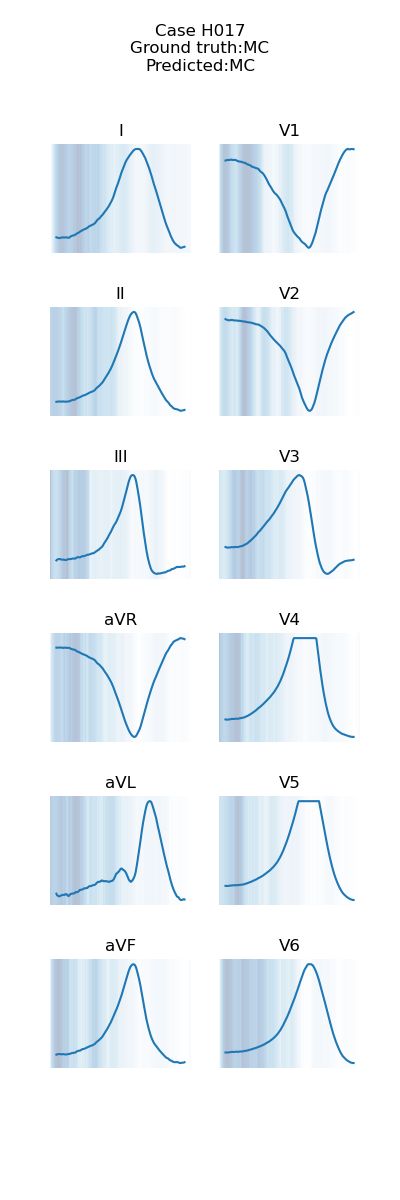 Case H017
Ground truth:MC
Predicted:MC
I
V1
II
V2
III
V3
aVR
V4
aVL
V5
aVF
V6